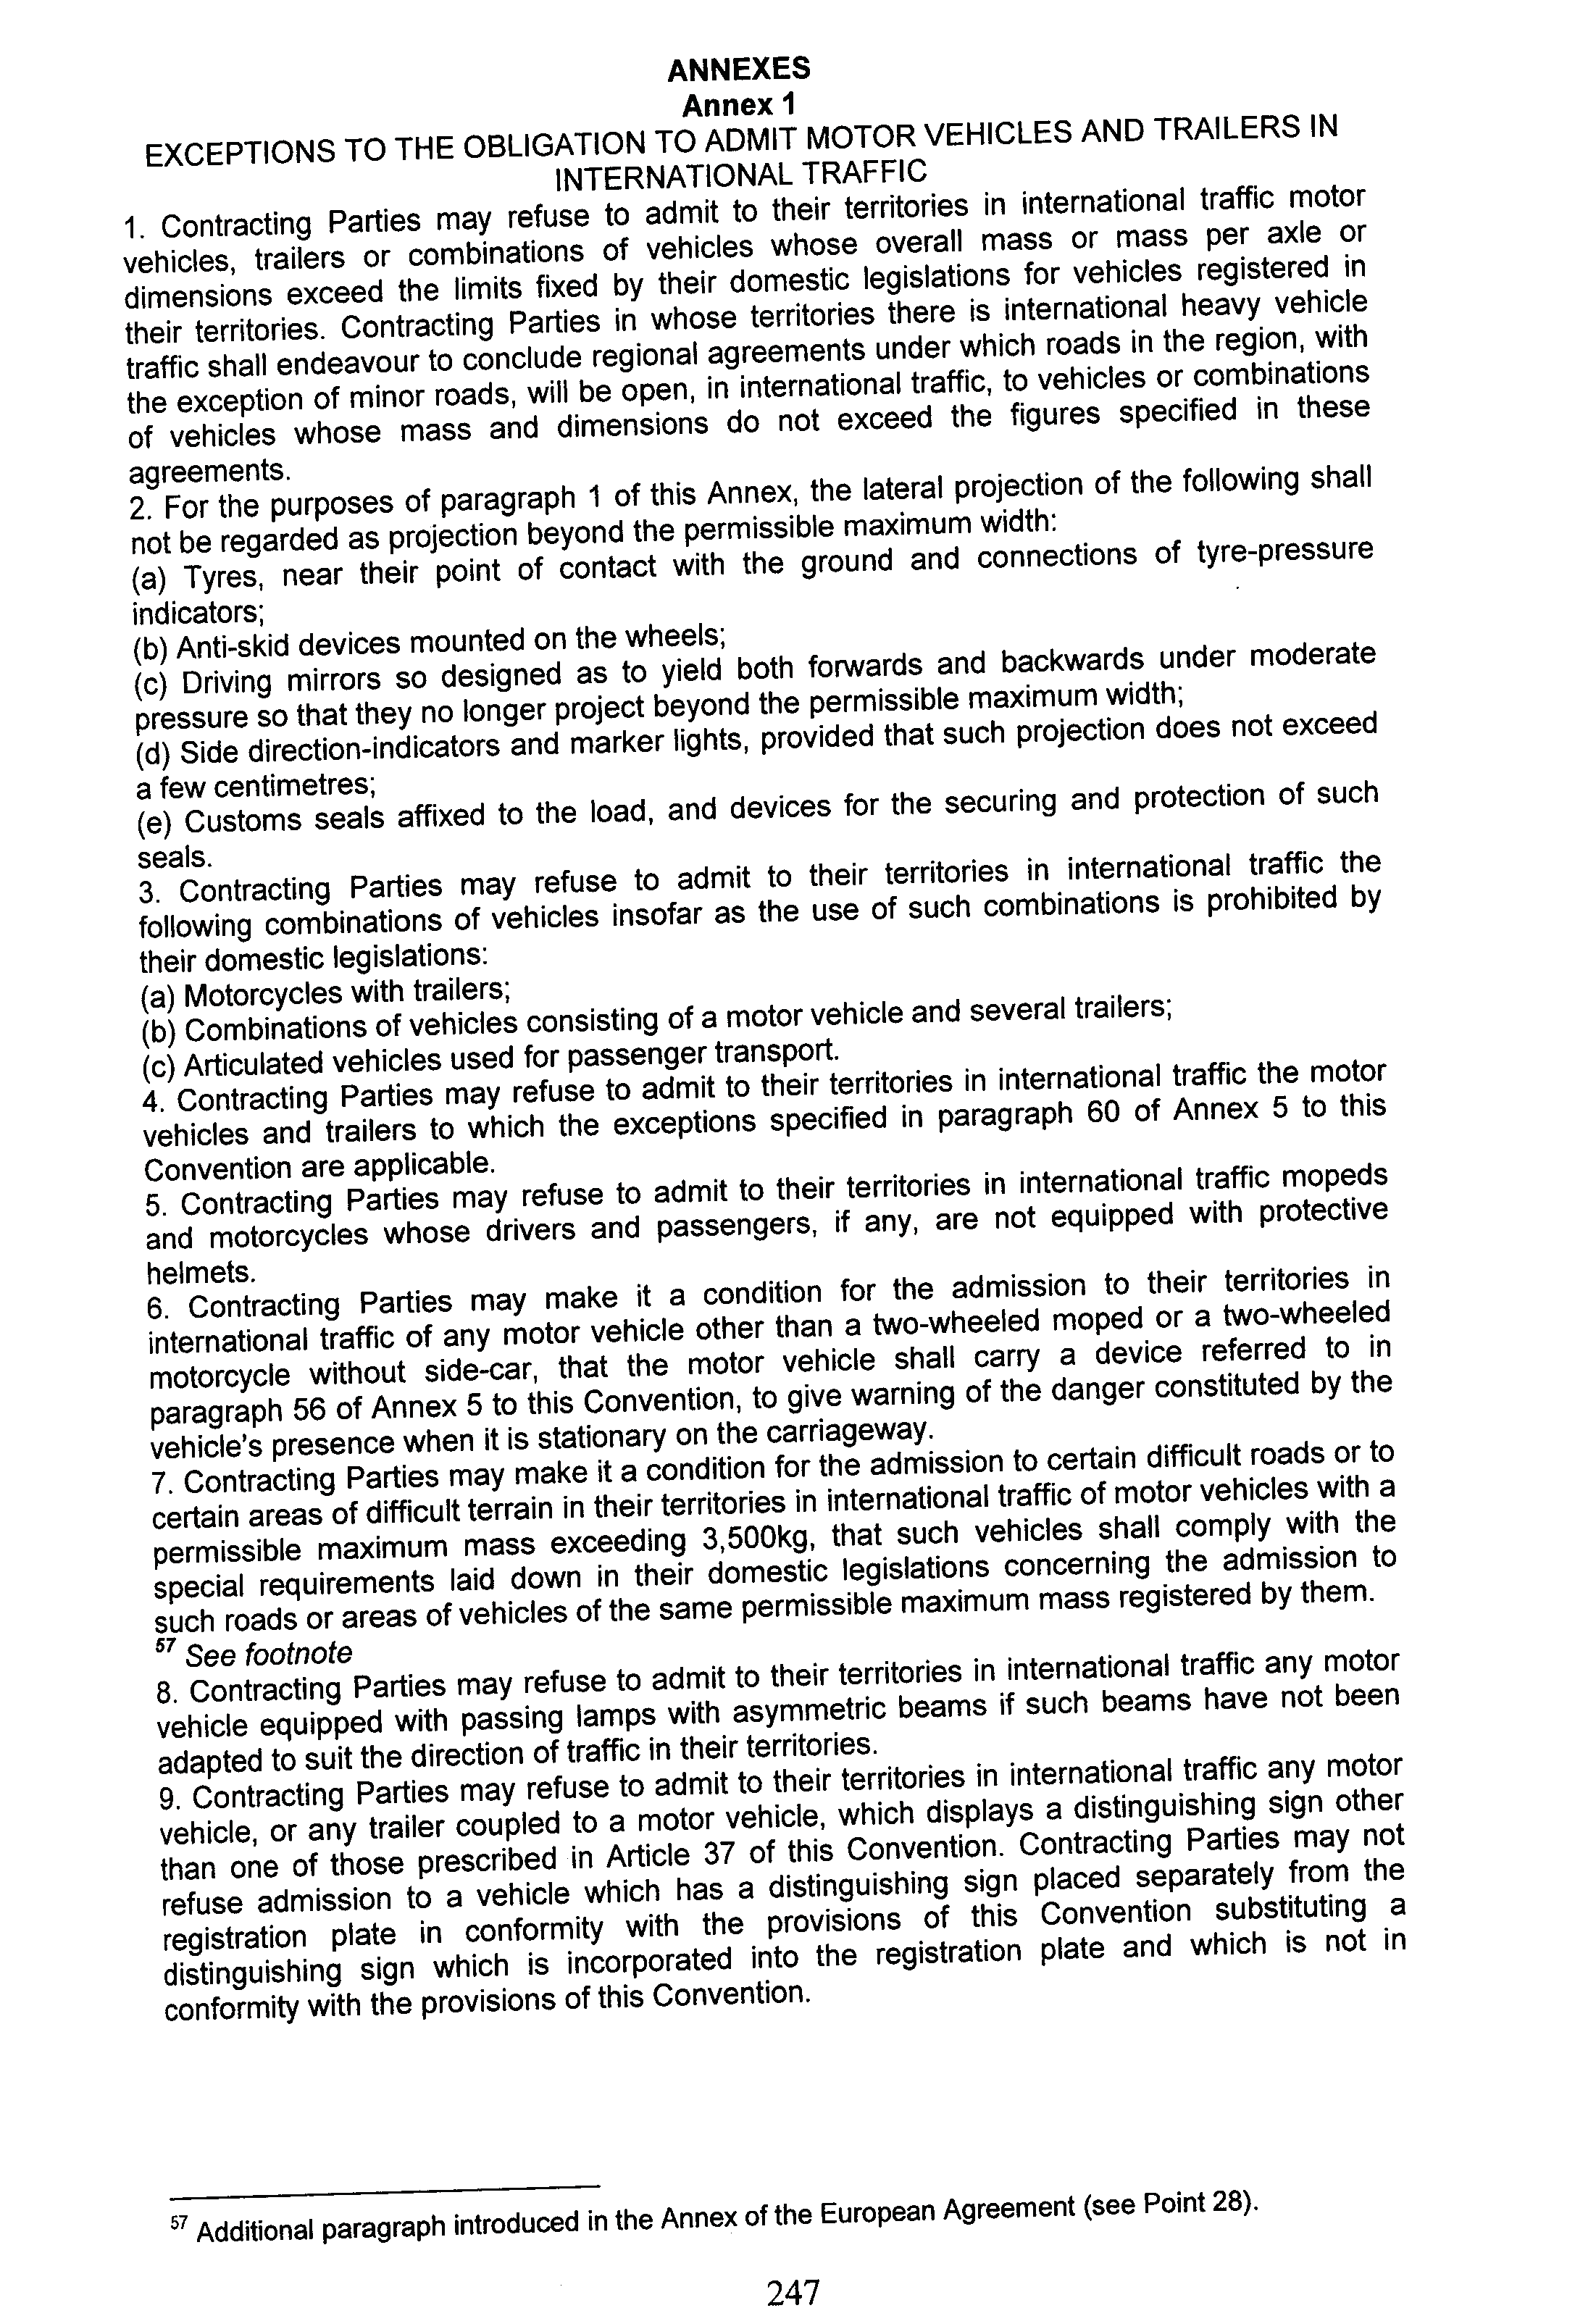 ANNEXES
Annex 1
EXCEPTIONS TO THE OBLIGATION TO ADMIT MOTOR VEHICLES AND TRAILERS IN
INTERNATIONAL TRAFFIC
1. Contracting Parties may refuse to admit to their territories in international traffic motor
vehicles, trailers or combinations of vehicles whose overall mass or mass per axle or
dimensions exceed the limits fixed by their domestic legislations for vehicles registered in
their territories. Contracting Parties in whose territories there is international heavy vehicle
traffic shall endeavour to conclude regional agreements under which roads in the region, with
the exception of minor roads, will be open, in international traffic, to vehicles or combinations
of vehicles whose mass and dimensions do not exceed the figures specified in these
agreements.
2. For the purposes of paragraph 1 of this Annex, the lateral projection of the following shall
not be regarded as projection beyond the permissible maximum width:
(a) Tyres, near their point of contact with the ground and connections of tyre-pressure
indicators;
(b) Anti-skid devices mounted on the wheels;
(c) Driving mirrors so designed as to yield both forwards and backwards under moderate
pressure so that they no longer project beyond the permissible maximum width;
(d) Side direction-indicators and marker lights, provided that such projection does not exceed
a few centimetres;
(e) Customs seals affixed to the load, and devices for the securing and protection of such
seals.
3. Contracting Parties may refuse to admit to their territories in international traffic the
following combinations of vehicles insofar as the use of such combinations is prohibited by
their domestic legislations:
(a) Motorcycles with trailers;
(b) Combinations of vehicles consisting of a motor vehicle and several trailers;
(c) Articulated vehicles used for passenger transport.
4. Contracting Parties may refuse to admit to their territories in international traffic the motor
vehicles and trailers to which the exceptions specified in paragraph 60 of Annex 5 to this
Convention are applicable.
5. Contracting Parties may refuse to admit to their territories in international traffic mopeds
and motorcycles whose drivers and passengers, if any, are not equipped with protective
helmets.
6. Contracting Parties may make it a condition for the admission to their territories in
international traffic of any motor vehicle other than a two-wheeled moped or a two-wheeled
motorcycle without side-car, that the motor vehicle shall carry a device referred to in
paragraph 56 of Annex 5 to this Convention, to give warning of the danger constituted by the
vehicle's presence when it is stationary on the carriageway.
7. Contracting Parties may make it a condition for the admission to certain difficult roads or to
certain areas of difficult terrain in their territories in international traffic of motor vehicles with a
permissible maximum mass exceeding 3,500kg, that such vehicles shall comply with the
special requirements laid down in their domestic legislations concerning the admission to
such roads or areas of vehicles of the same permissible maximum mass registered by them.
57 See footnote
8. Contracting Parties may refuse to admit to their territories in international traffic any motor
vehicle equipped with passing lamps with asymmetric beams if such beams have not been
adapted to suit the direction of traffic in their territories.
9. Contracting Parties may refuse to admit to their territories in international traffic any motor
vehicle, or any trailer coupled to a motor vehicle, which displays a distinguishing sign other
than one of those prescribed in Article 37 of this Convention. Contracting Parties may not
refuse admission to a vehicle which has a distinguishing sign placed separately from the
registration plate in conformity with the provisions of this Convention substituting a
distinguishing sign which is incorporated into the registration plate and which is not in
conformity with the provisions of this Convention.
57 Additional paragraph introduced in the Annex of the European Agreement (see Point 28).
247